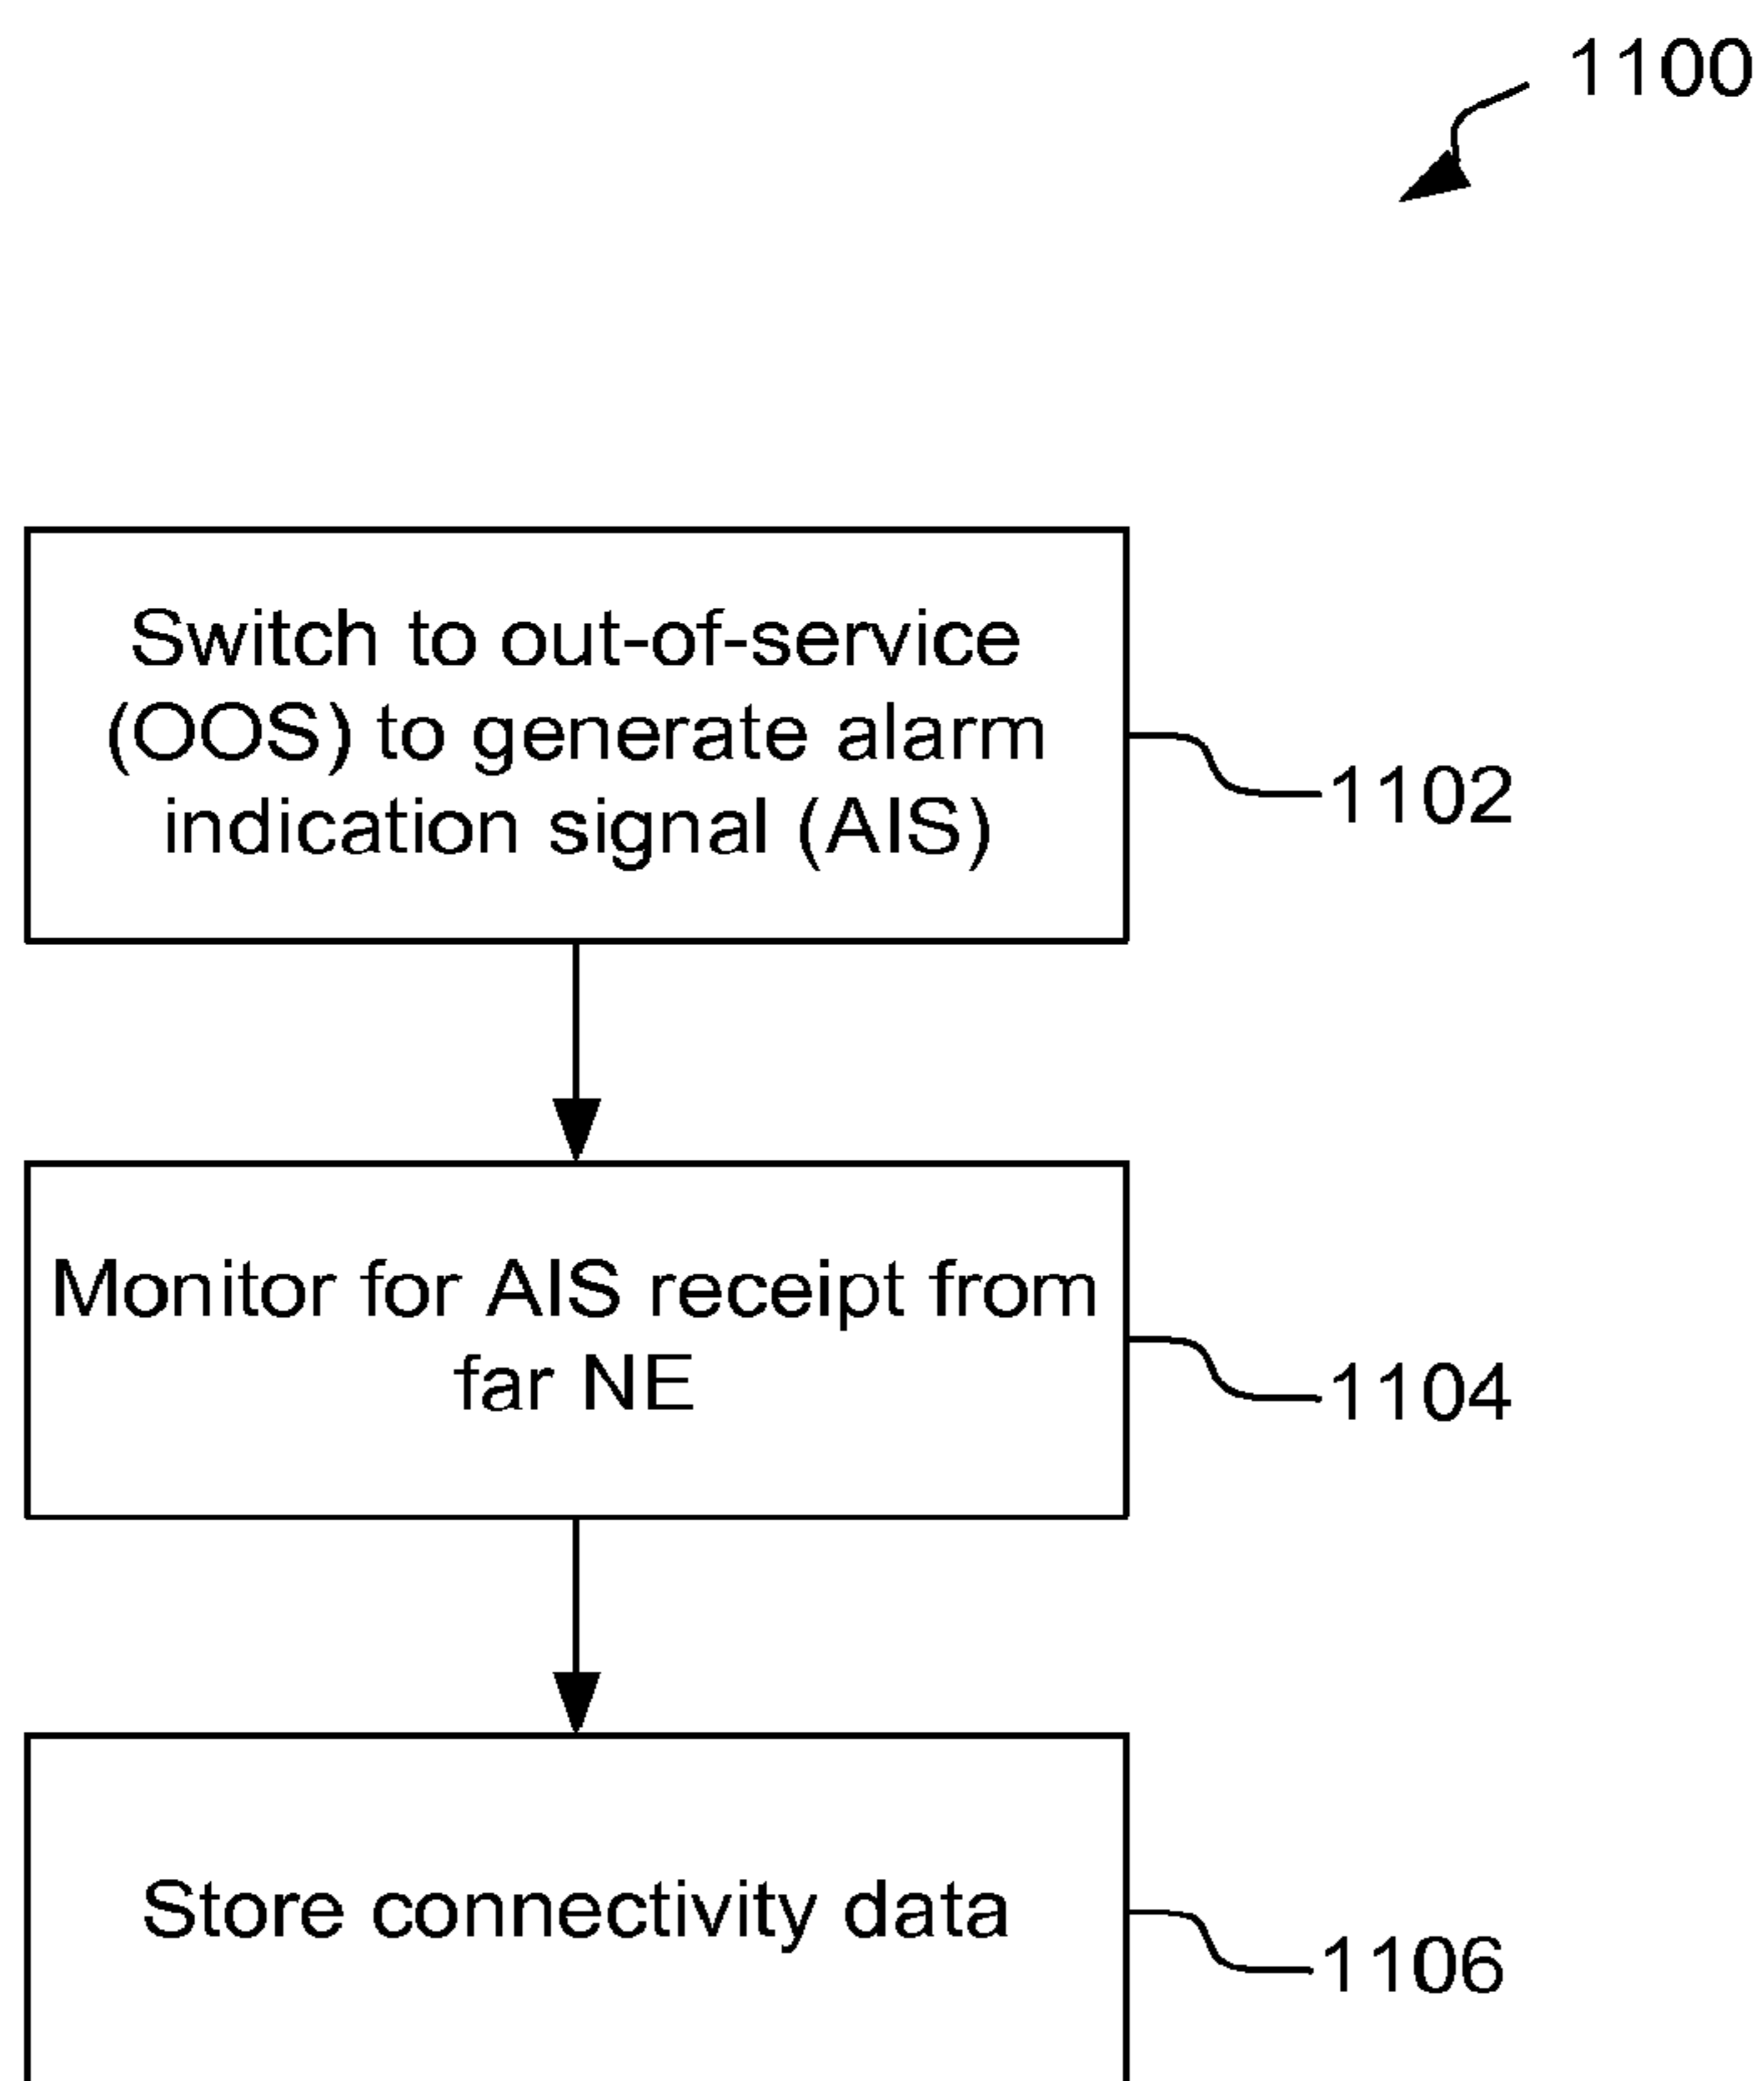 1100
Switch to out-of-service
(OOS) to generate alarm
indication signal (AIS)
1102
Monitor for AIS receipt from
far NE
1104
Store connectivity data
1106